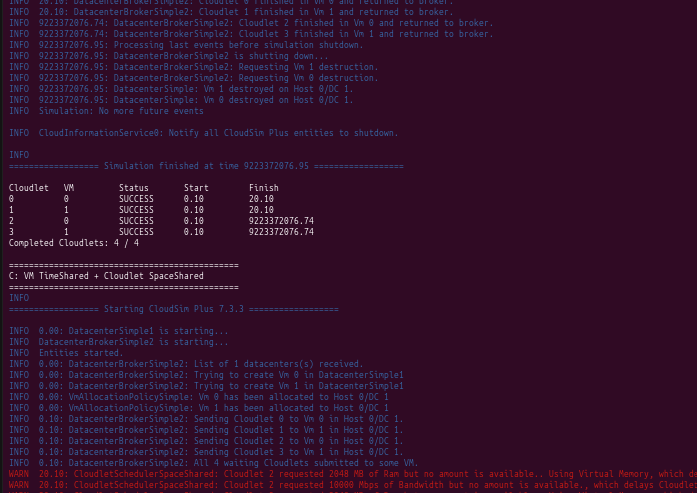 INFO 20.10: DatacenterBrokerSimple2: Cloudlet 0 finished in Vm 0 and returned to broker.
INFO 20.10: DatacenterBrokerSimple2: Cloudlet 1 finished in Vm 1 and returned to broker.
INFO 9223372076.74: DatacenterBrokerSimple2: Cloudlet 2 finished in Vm 0 and returned to broker.
INFO 9223372076.74: DatacenterBrokerSimple2: Cloudlet 3 finished in Vm 1 and returned to broker.
INFO 9223372076.95: Processing last events before simulation shutdown.
INFO 9223372076.95: DatacenterBrokerSimple2 is shutting down...
INFO 9223372076.95: DatacenterBrokerSimple2: Requesting Vm 1 destruction.
INFO 9223372076.95: DatacenterBrokerSimple2: Requesting Vm 0 destruction.
INFO 9223372076.95: DatacenterSimple: Vm 1 destroyed on Host 0/DC 1.
INFO 9223372076.95: DatacenterSimple: Vm 0 destroyed on Host 0/DC 1.
INFO Simulation: No more future events
INFO CloudInformationService0: Notify all CloudSim Plus entities to shutdown.
INFO
================== Simulation finished at time 9223372076.95 ==================
Cloudlet VM Status Start Finish
0 0 SUCCESS 0.10 20.10
1 1 SUCCESS 0.10 20.10
2 0 SUCCESS 0.10 9223372076.74
3 1 SUCCESS 0.10 9223372076.74
Completed Cloudlets: 4 / 4
==============================================
C: VM TimeShared + Cloudlet SpaceShared
==============================================
INFO
================== Starting CloudSim Plus 7.3.3 ==================
INFO 0.00: DatacenterSimple1 is starting...
INFO DatacenterBrokerSimple2 is starting...
INFO Entities started.
INFO 0.00: DatacenterBrokerSimple2: List of 1 datacenters(s) received.
INFO 0.00: DatacenterBrokerSimple2: Trying to create Vm 0 in DatacenterSimple1
INFO 0.00: DatacenterBrokerSimple2: Trying to create Vm 1 in DatacenterSimple1
INFO 0.00: VmAllocationPolicySimple: Vm 0 has been allocated to Host 0/DC 1
INFO 0.00: VmAllocationPolicySimple: Vm 1 has been allocated to Host 0/DC 1
INFO 0.10: DatacenterBrokerSimple2: Sending Cloudlet 0 to Vm 0 in Host 0/DC 1.
INFO 0.10: DatacenterBrokerSimple2: Sending Cloudlet 1 to Vm 1 in Host 0/DC 1.
INFO 0.10: DatacenterBrokerSimple2: Sending Cloudlet 2 to Vm 0 in Host 0/DC 1.
INFO 0.10: DatacenterBrokerSimple2: Sending Cloudlet 3 to Vm 1 in Host 0/DC 1.
INFO 0.10: DatacenterBrokerSimple2: All 4 waiting Cloudlets submitted to some VM.
WARN 20.10: CloudletSchedulerSpaceShared: Cloudlet 2 requested 2048 MB of Ram but no amount is available.. Using Virtual Memory, which de
WARN 20.10: CloudletSchedulerSpaceShared: Cloudlet 2 requested 10000 Mbps of Bandwidth but no amount is available., which delays Cloudle